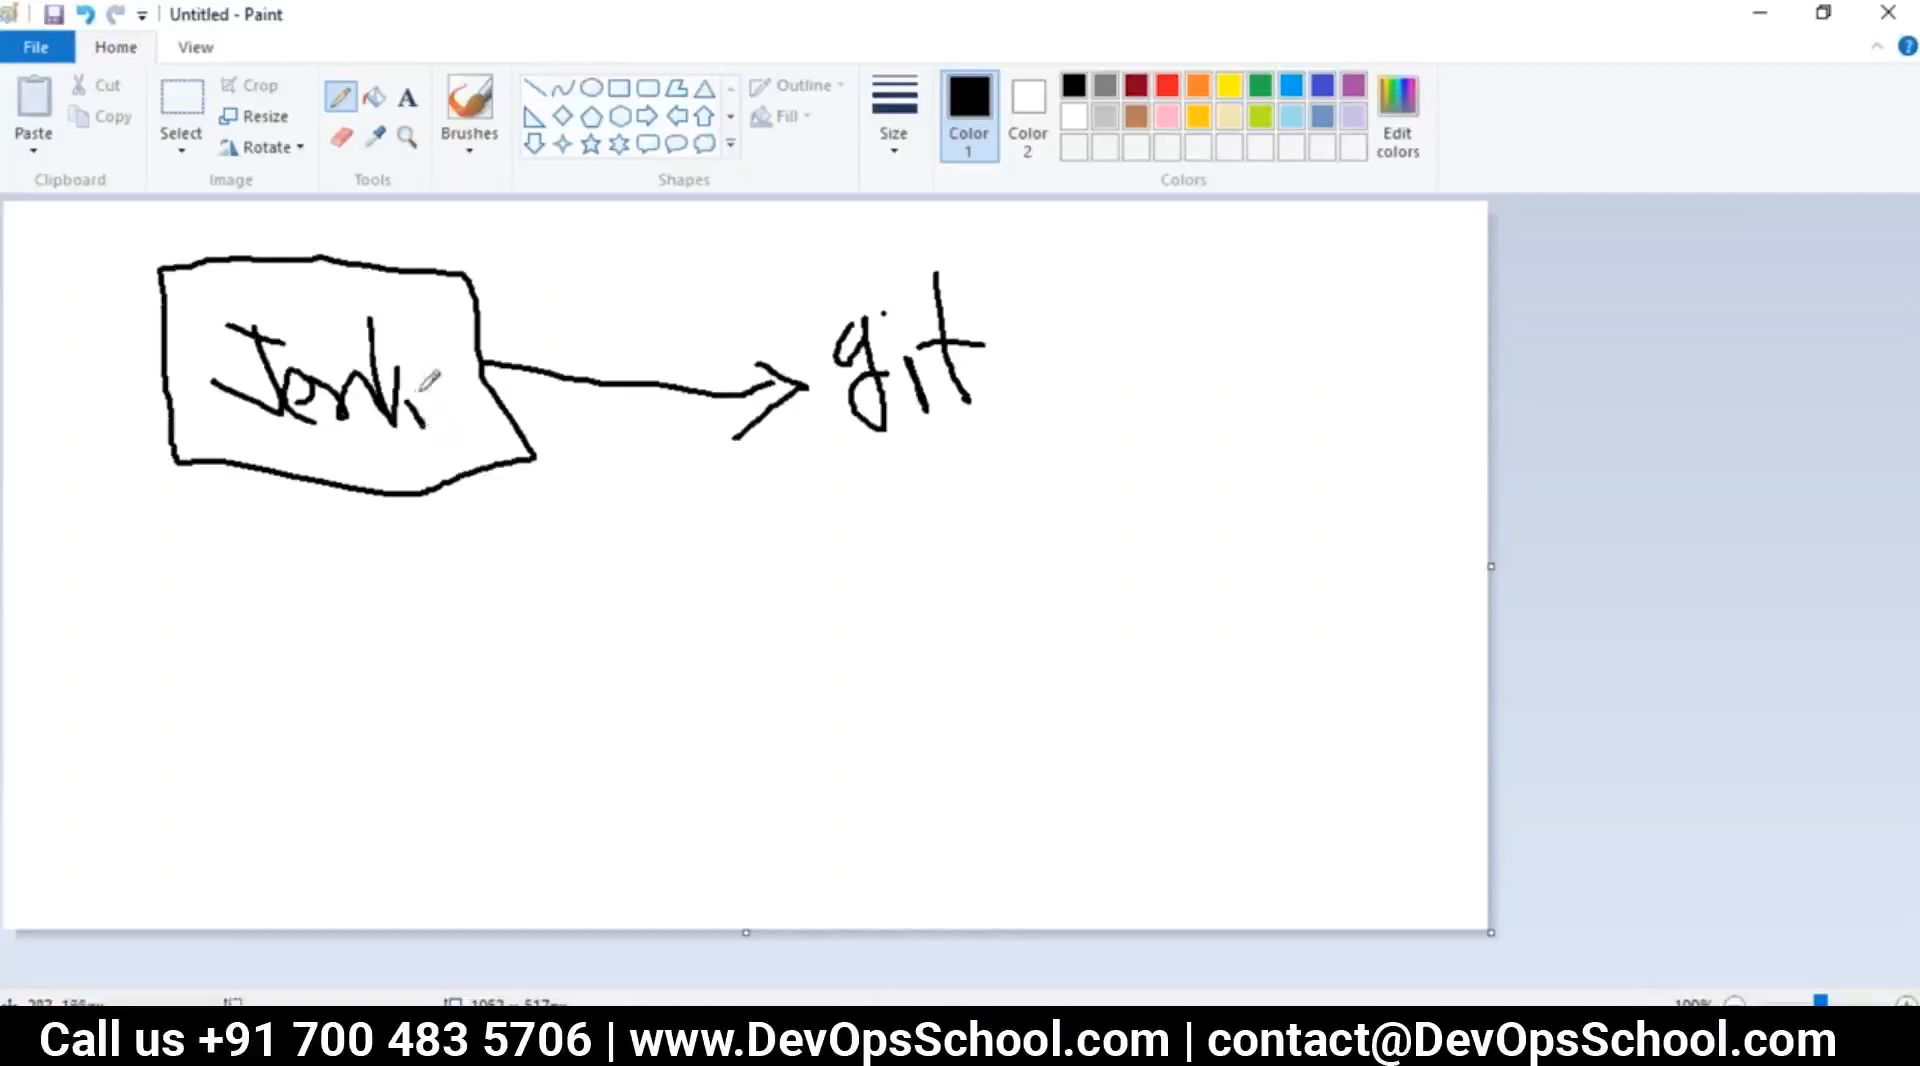 Untitled - Paint
File Home View
Paste
Cut
Copy
Clipboard
Select
Crop
Resize
Rotate
Image
Tools
Brushes
Shapes
Outline
Fill
Size
Color 1
Color 2
Edit colors
Colors
Jenk
git
100%
Call us +91 700 483 5706 | www.DevOpsSchool.com | contact@DevOpsSchool.com